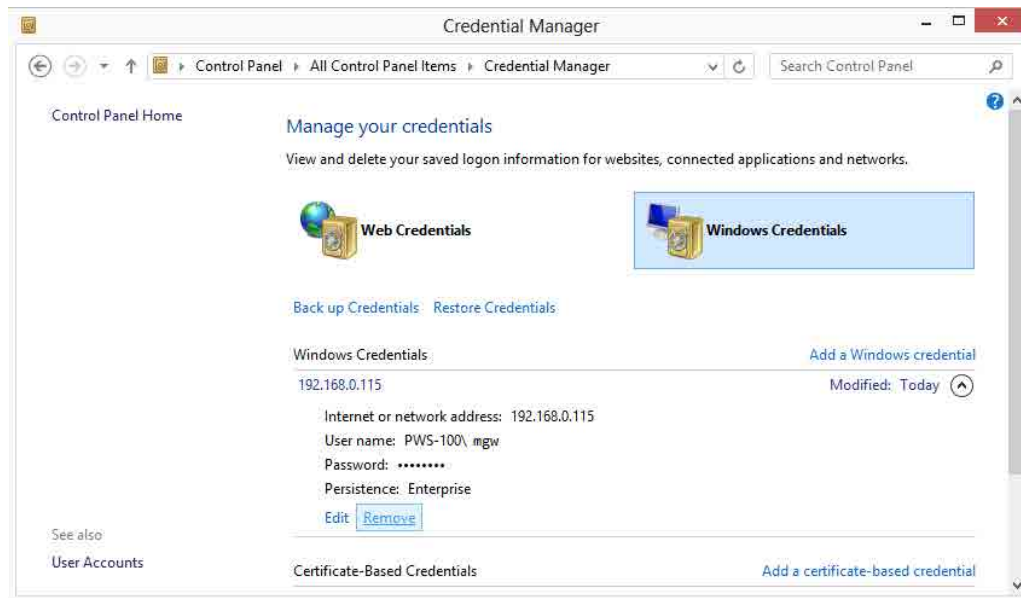 Credential Manager
Control Panel All Control Panel Items Credential Manager Search Control Panel
Control Panel Home
Manage your credentials
View and delete your saved logon information for websites, connected applications and networks.
Web Credentials Windows Credentials
Back up Credentials Restore Credentials
Windows Credentials Add a Windows credential
192.168.0.115 Modified: Today
Internet or network address: 192.168.0.115
User name: PWS-100\ mgw
Password: ••••••••
Persistence: Enterprise
Edit Remove
See also
User Accounts
Certificate-Based Credentials Add a certificate-based credential